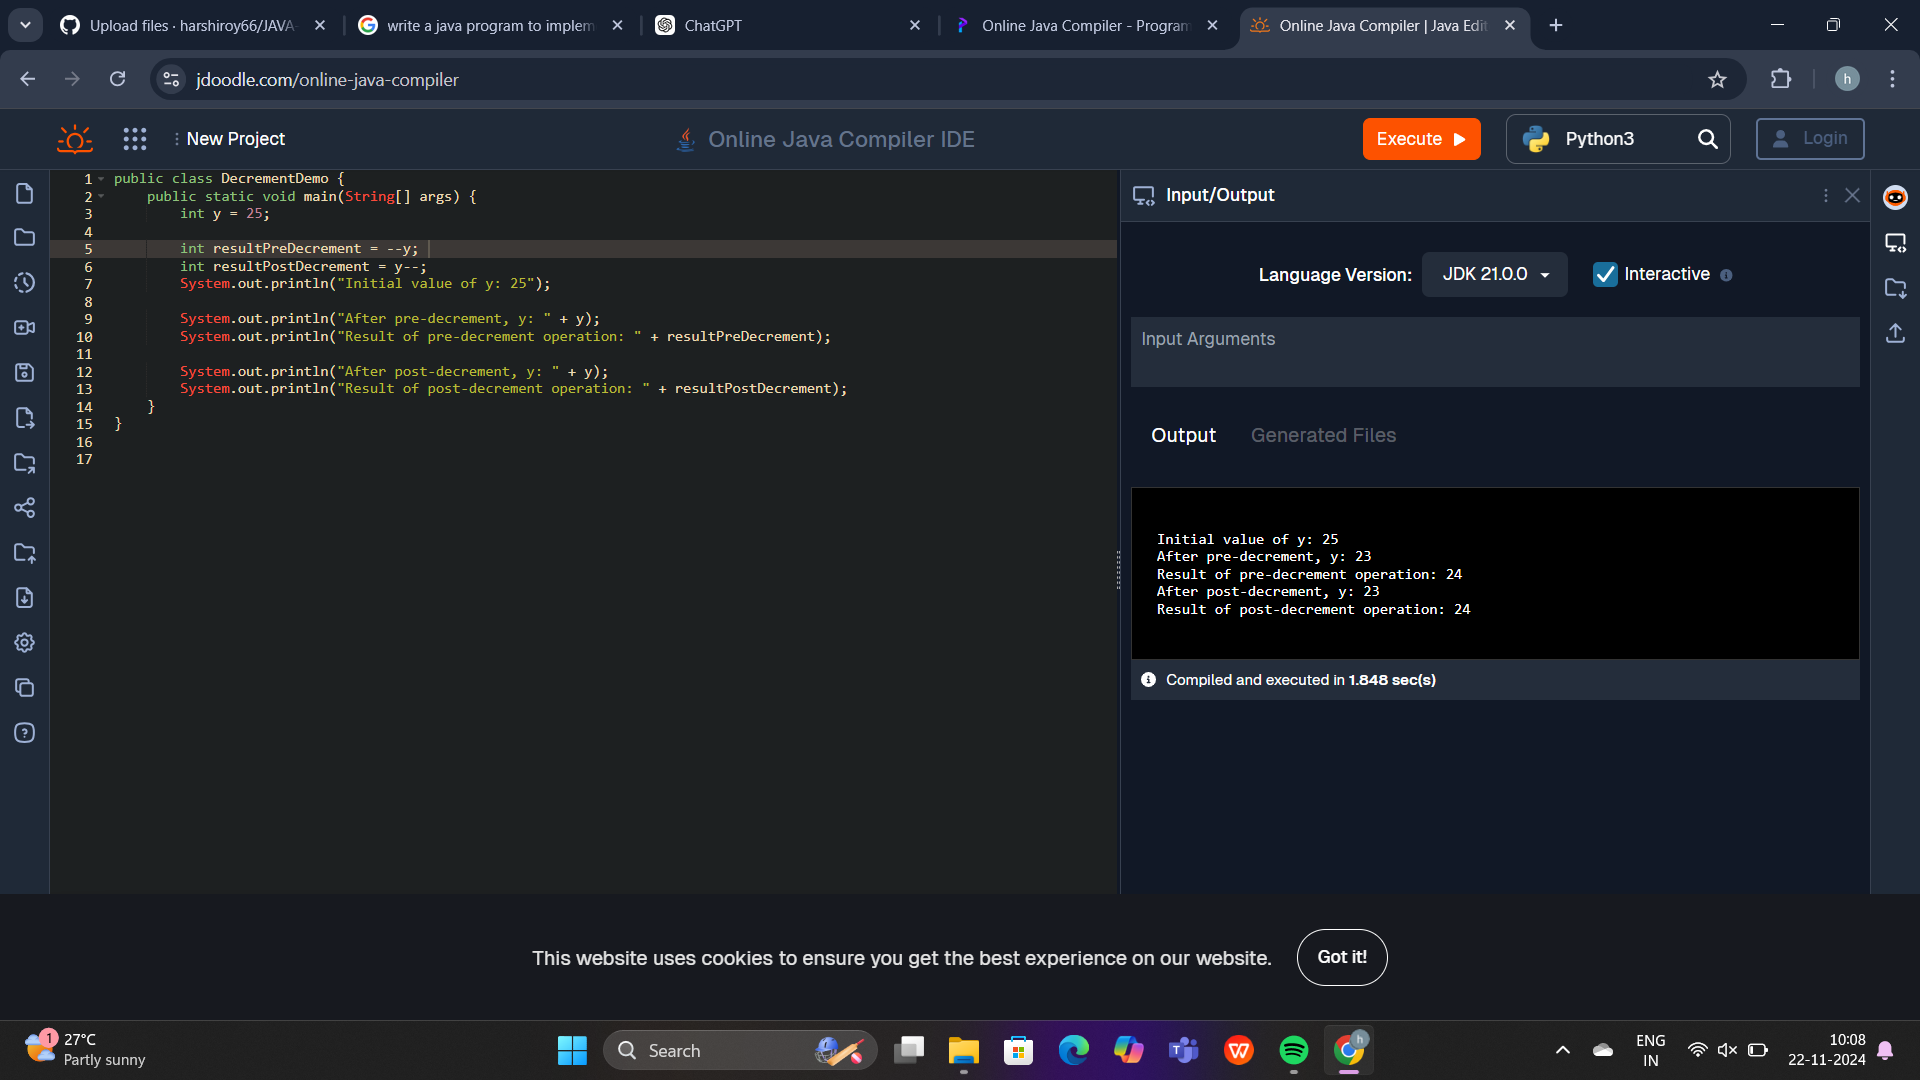 Upload files · harshiroy66/JAVA-
write a java program to implem
ChatGPT
Online Java Compiler - Program
Online Java Compiler | Java Edit
jdoodle.com/online-java-compiler
h
New Project
Online Java Compiler IDE
Execute
Python3
Login
1 public class DecrementDemo {
2 public static void main(String[] args) {
3 int y = 25;
4
5 int resultPreDecrement = --y;
6 int resultPostDecrement = y--;
7 System.out.println("Initial value of y: 25");
8
9 System.out.println("After pre-decrement, y: " + y);
10 System.out.println("Result of pre-decrement operation: " + resultPreDecrement);
11
12 System.out.println("After post-decrement, y: " + y);
13 System.out.println("Result of post-decrement operation: " + resultPostDecrement);
14 }
15 }
16
17
Input/Output
Language Version:
JDK 21.0.0
Interactive
Input Arguments
Output
Generated Files
Initial value of y: 25
After pre-decrement, y: 23
Result of pre-decrement operation: 24
After post-decrement, y: 23
Result of post-decrement operation: 24
Compiled and executed in 1.848 sec(s)
This website uses cookies to ensure you get the best experience on our website.
Got it!
1
27°C
Partly sunny
Search
h
ENG
IN
10:08
22-11-2024